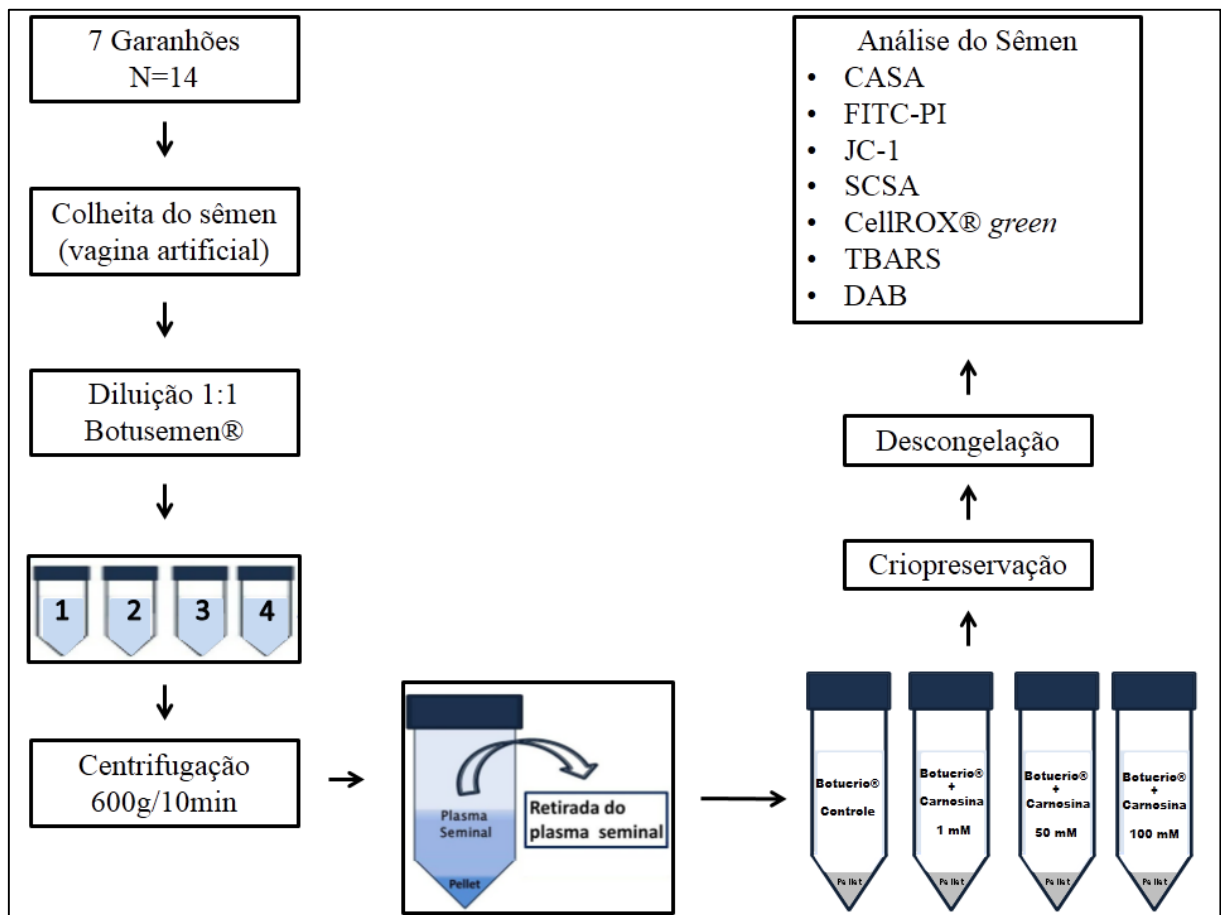 7 Garanhões
N=14
Colheita do sêmen
(vagina artificial)
Diluição 1:1
Botusemen®
1 2 3 4
Centrifugação
600g/10min
Plasma
Seminal
Pellet
Retirada do
plasma seminal
Botucrio®
Controle
Pellet
Botucrio®
+
Carnosina
1 mM
Pellet
Botucrio®
+
Carnosina
50 mM
Pellet
Botucrio®
+
Carnosina
100 mM
Pellet
Criopreservação
Descongelação
Análise do Sêmen
• CASA
• FITC-PI
• JC-1
• SCSA
• CellROX® green
• TBARS
• DAB